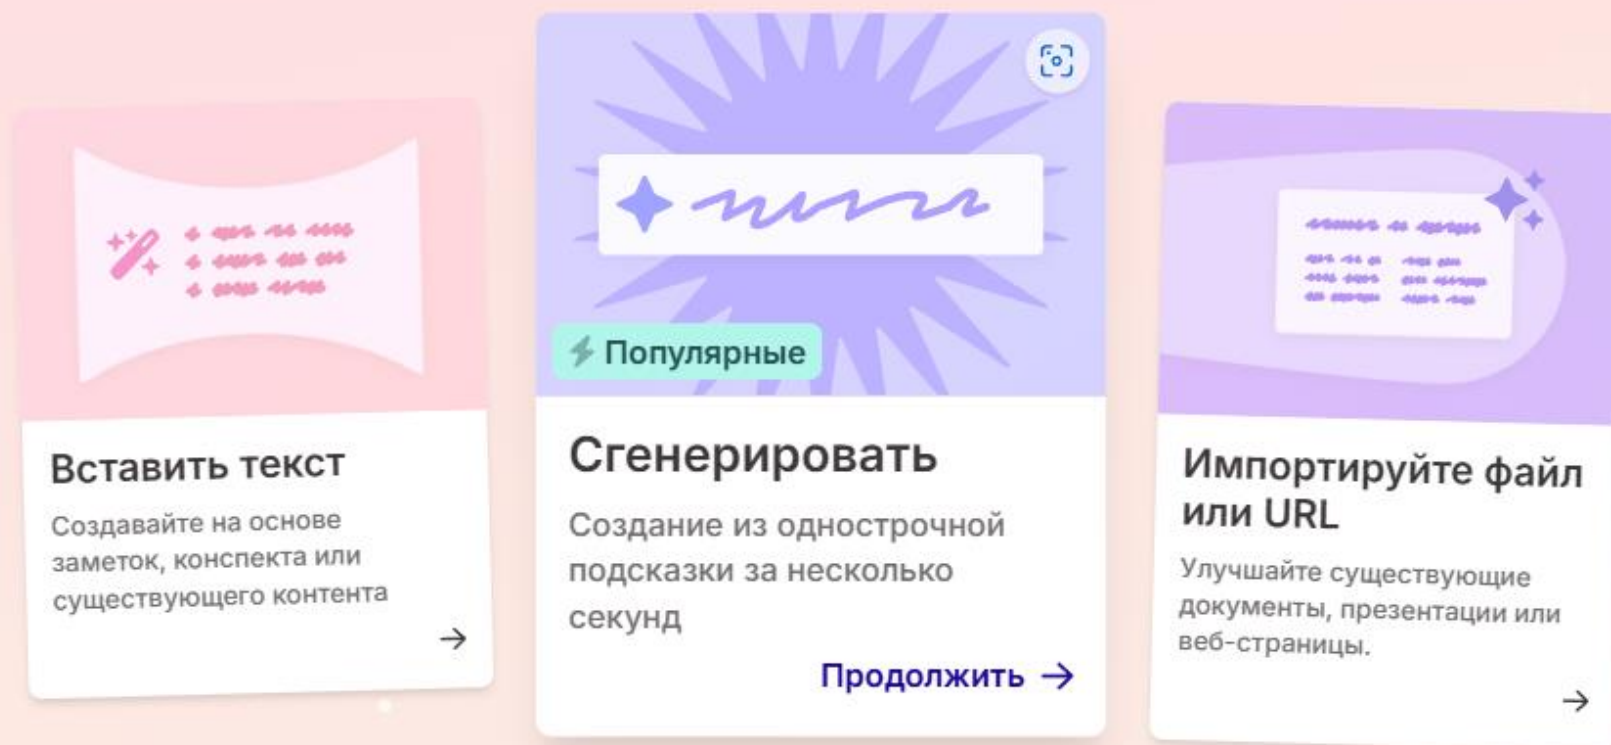 Вставить текст
Создавайте на основе
заметок, конспекта или
существующего контента
Популярные
Сгенерировать
Создание из однострочной
подсказки за несколько
секунд
Продолжить
Импортируйте файл
или URL
Улучшайте существующие
документы, презентации или
веб-страницы.